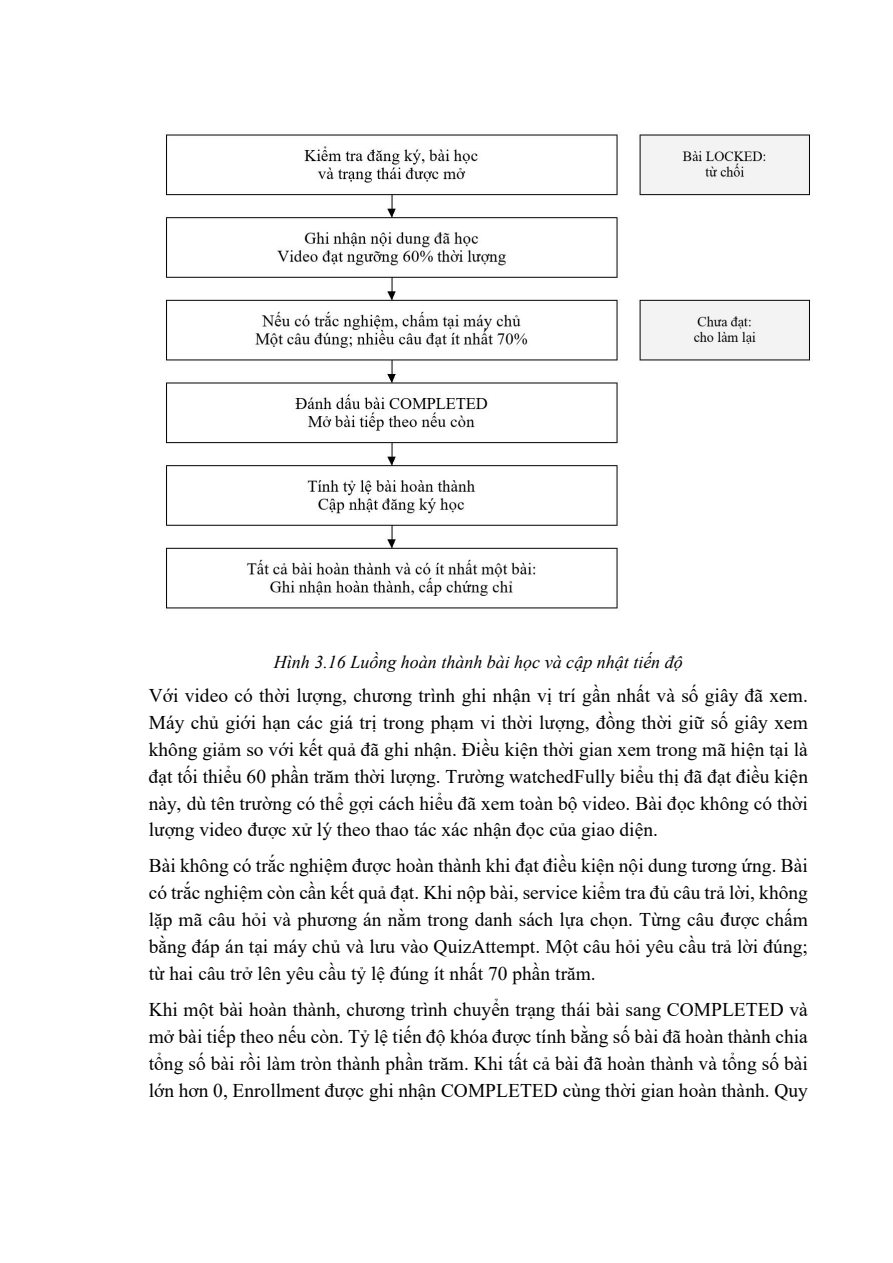 Kiểm tra đăng ký, bài học
và trạng thái được mở
Bài LOCKED:
từ chối
Ghi nhận nội dung đã học
Video đạt ngưỡng 60% thời lượng
Nếu có trắc nghiệm, chấm tại máy chủ
Một câu đúng; nhiều câu đạt ít nhất 70%
Chưa đạt:
cho làm lại
Đánh dấu bài COMPLETED
Mở bài tiếp theo nếu còn
Tính tỷ lệ bài hoàn thành
Cập nhật đăng ký học
Tất cả bài hoàn thành và có ít nhất một bài:
Ghi nhận hoàn thành, cấp chứng chỉ
Hình 3.16 Luồng hoàn thành bài học và cập nhật tiến độ
Với video có thời lượng, chương trình ghi nhận vị trí gần nhất và số giây đã xem.
Máy chủ giới hạn các giá trị trong phạm vi thời lượng, đồng thời giữ số giây xem
không giảm so với kết quả đã ghi nhận. Điều kiện thời gian xem trong mã hiện tại là
đạt tối thiểu 60 phần trăm thời lượng. Trường watchedFully biểu thị đã đạt điều kiện
này, dù tên trường có thể gợi cách hiểu đã xem toàn bộ video. Bài đọc không có thời
lượng video được xử lý theo thao tác xác nhận đọc của giao diện.
Bài không có trắc nghiệm được hoàn thành khi đạt điều kiện nội dung tương ứng. Bài
có trắc nghiệm còn cần kết quả đạt. Khi nộp bài, service kiểm tra đủ câu trả lời, không
lặp mã câu hỏi và phương án nằm trong danh sách lựa chọn. Từng câu được chấm
bằng đáp án tại máy chủ và lưu vào QuizAttempt. Một câu hỏi yêu cầu trả lời đúng;
từ hai câu trở lên yêu cầu tỷ lệ đúng ít nhất 70 phần trăm.
Khi một bài hoàn thành, chương trình chuyển trạng thái bài sang COMPLETED và
mở bài tiếp theo nếu còn. Tỷ lệ tiến độ khóa được tính bằng số bài đã hoàn thành chia
tổng số bài rồi làm tròn thành phần trăm. Khi tất cả bài đã hoàn thành và tổng số bài
lớn hơn 0, Enrollment được ghi nhận COMPLETED cùng thời gian hoàn thành. Quy